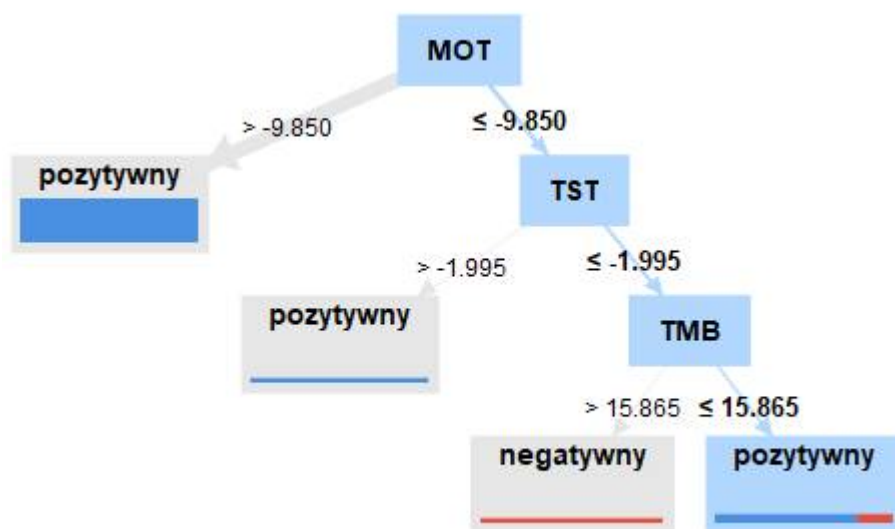 MOT
> -9.850
≤ -9.850
pozytywny
TST
> -1.995
≤ -1.995
pozytywny
TMB
> 15.865
≤ 15.865
negatywny
pozytywny